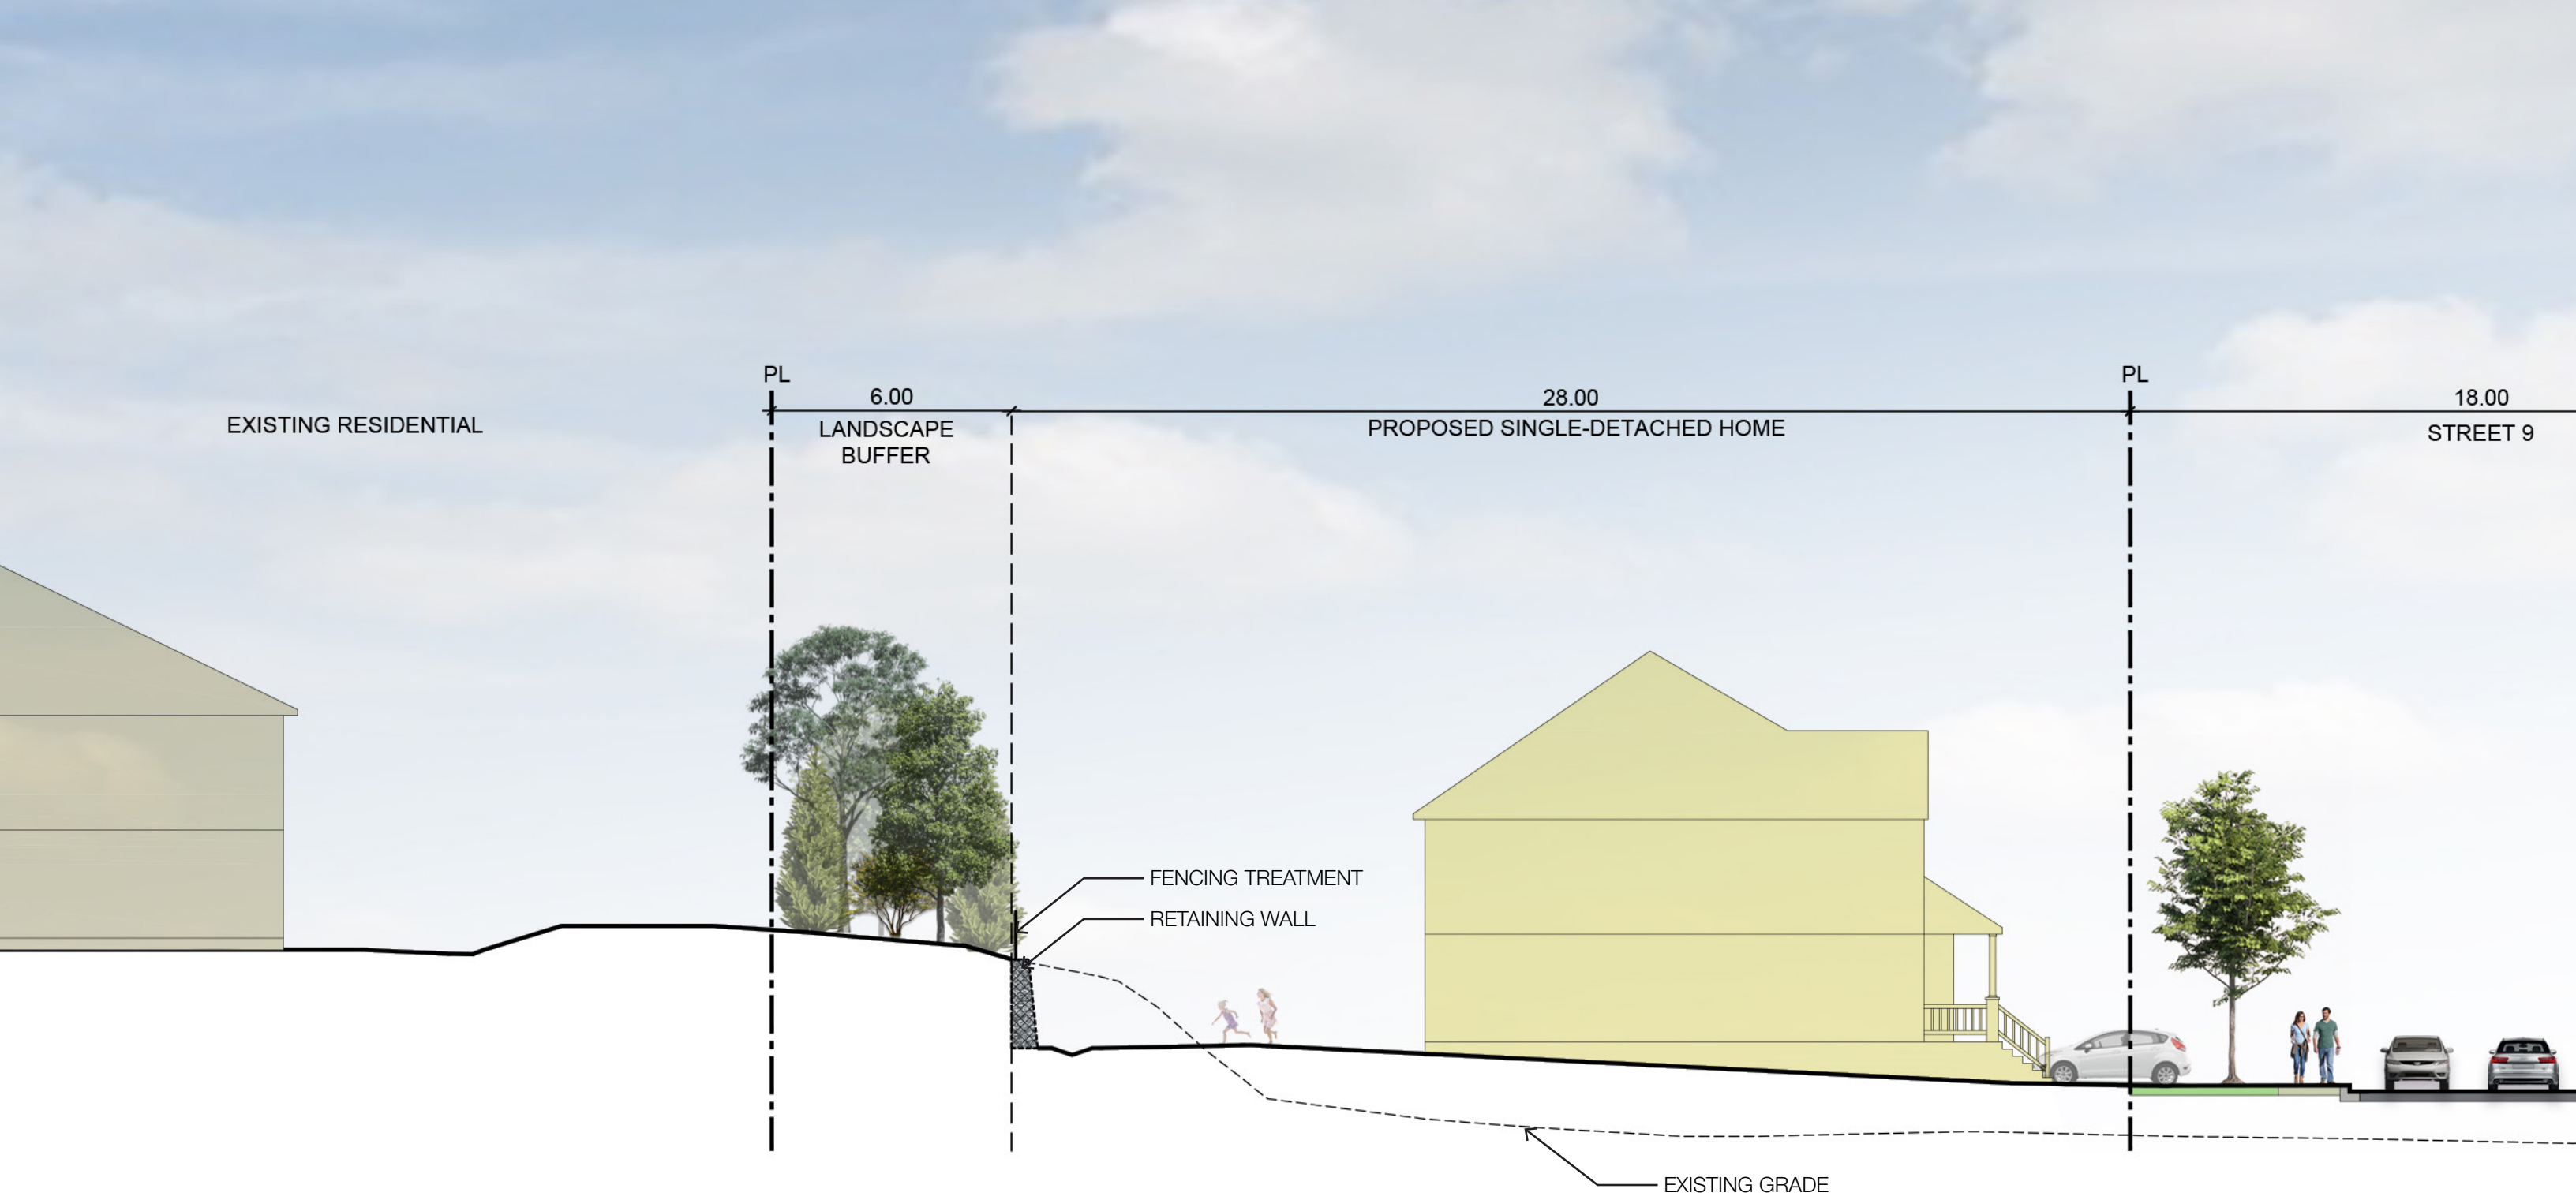 PL
6.00
28.00
PL
18.00
EXISTING RESIDENTIAL
LANDSCAPE
BUFFER
PROPOSED SINGLE-DETACHED HOME
STREET 9
FENCING TREATMENT
RETAINING WALL
EXISTING GRADE